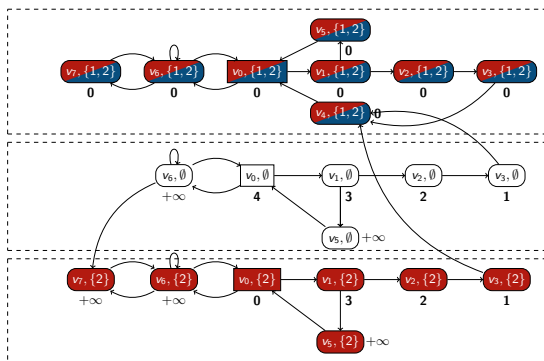 v5, {1, 2}
0
v7, {1, 2} v6, {1, 2} v0, {1, 2} v1, {1, 2} v2, {1, 2} v3, {1, 2}
0 0 0 0 0 0
v4, {1, 2} 0
v6, ∅ v0, ∅ v1, ∅ v2, ∅ v3, ∅
+∞ 4 3 2 1
v5, ∅ +∞
v7, {2} v6, {2} v0, {2} v1, {2} v2, {2} v3, {2}
+∞ +∞ 0 3 2 1
v5, {2} +∞